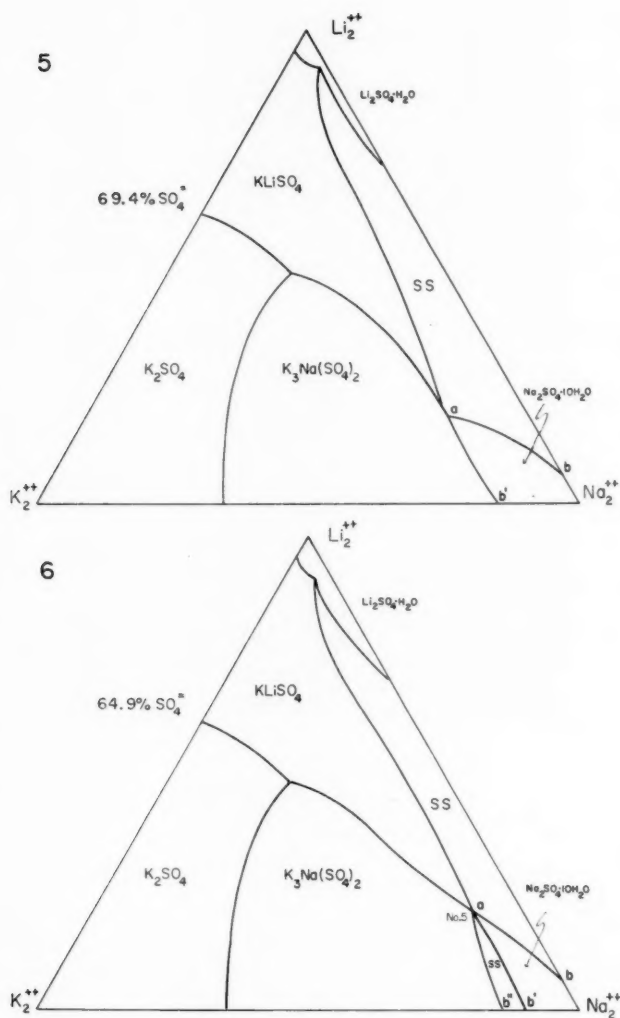 5
Li₂⁺⁺
Li₂SO₄·H₂O
KLiSO₄
69.4% SO₄⁼
SS
K₂SO₄
K₃Na(SO₄)₂
Na₂SO₄·10H₂O
a
b
K₂⁺⁺
b'
Na₂⁺⁺
6
Li₂⁺⁺
Li₂SO₄·H₂O
KLiSO₄
64.9% SO₄⁼
SS
K₂SO₄
K₃Na(SO₄)₂
Na₂SO₄·10H₂O
a
No.5
SS'
b
K₂⁺⁺
b"
b'
Na₂⁺⁺